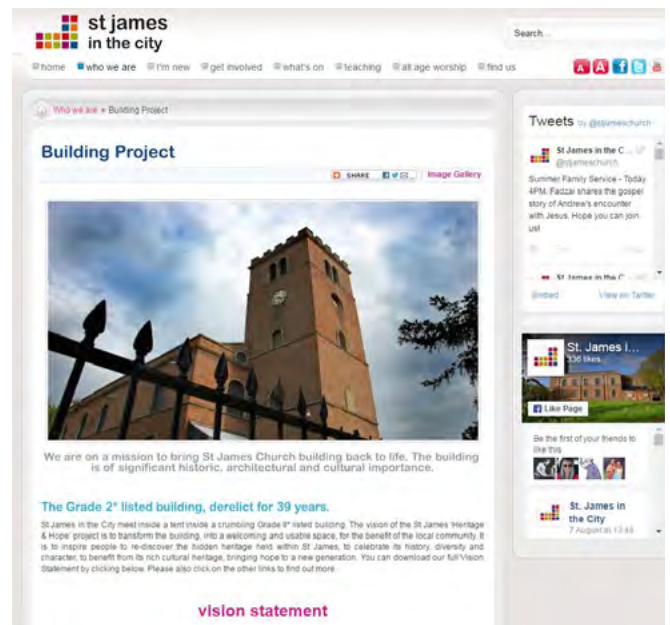 st james
in the city
Search...
home who we are I'm new get involved what's on teaching all age worship find us
A A f
Who we are » Building Project
Building Project
SHARE
Image Gallery
We are on a mission to bring St James Church building back to life. The building
is of significant historic, architectural and cultural importance.
The Grade 2* listed building, derelict for 39 years.
St James in the City meet inside a tent inside a crumbling Grade II* listed building. The vision of the St James 'Heritage
& Hope' project is to transform the building, into a welcoming and usable space, for the benefit of the local community. It
is to inspire people to re-discover the hidden heritage held within St James, to celebrate its history, diversity and
character, to benefit from its rich cultural heritage, bringing hope to a new generation. You can download our full Vision
Statement by clicking below. Please also click on the other links to find out more.
vision statement
Tweets by @stjameschurch
St James in the C...
@stjameschurch
Summer Family Service - Today
4PM. Fadzai shares the gospel
story of Andrew's encounter
with Jesus. Hope you can join
us!
St James in the C...
Embed View on Twitter
St. James i...
336 likes
Like Page
Be the first of your friends to
like this
St. James in
the City
7 August at 13:45